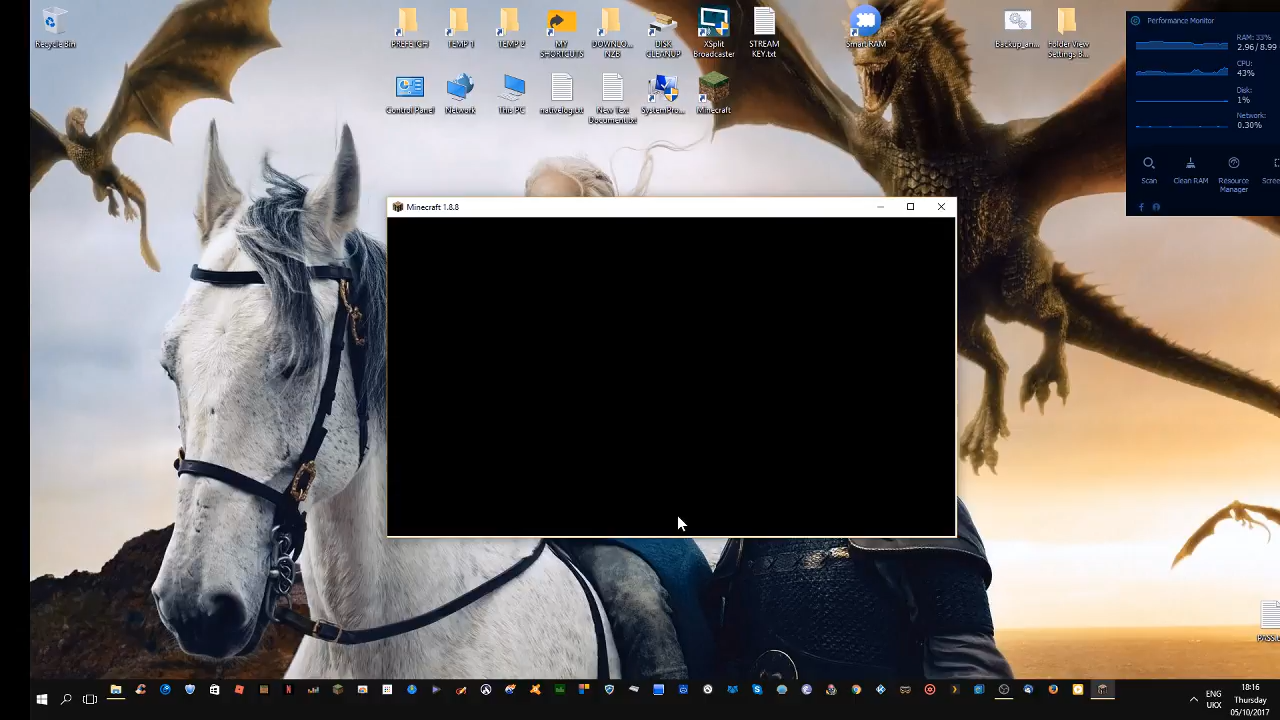 Recycle Bin
PREFETCH
TEMP 1
TEMP 2
MY
SHORTCUTS
DOWNLO...
NZB
DISK
CLEANUP
XSplit
Broadcaster
STREAM
KEY.txt
Smart RAM
Backup_an...
Folder View
Settings B...
Control Panel
Network
This PC
nativelog.txt
New Text
Document.txt
SystemPro...
Minecraft
Performance Monitor
RAM: 33%
2.96 / 8.99
CPU:
43%
Disk:
1%
Network:
0.30%
Scan
Clean RAM
Resource
Manager
Scree
Minecraft 1.8.8
ENG
UKX
18:16
Thursday
05/10/2017